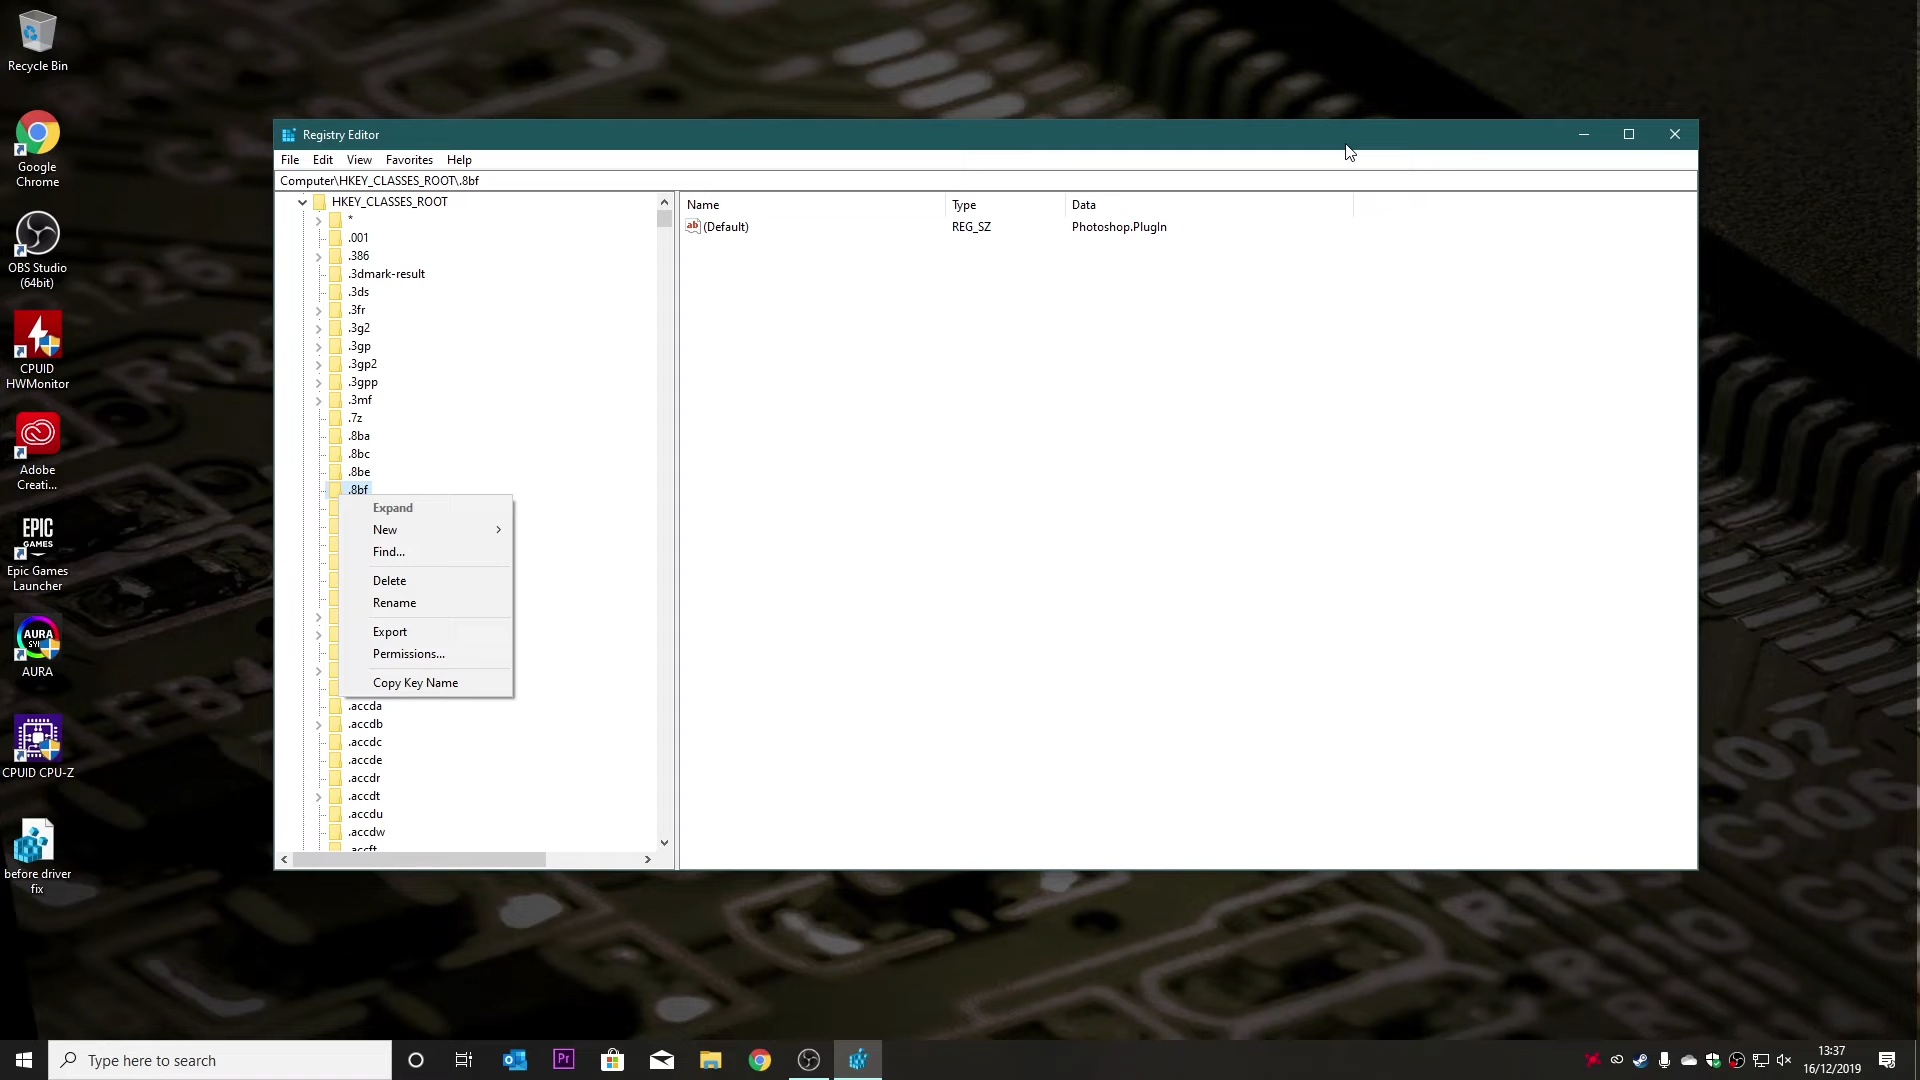 Recycle Bin
Google
Chrome
OBS Studio
(64bit)
CPUID
HWMonitor
Adobe
Creati...
EPIC
GAMES
Epic Games
Launcher
AURA
AURA
CPUID CPU-Z
before driver
fix
Registry Editor
File Edit View Favorites Help
Computer\HKEY_CLASSES_ROOT\.8bf
HKEY_CLASSES_ROOT
*
.001
.386
.3dmark-result
.3ds
.3fr
.3g2
.3gp
.3gp2
.3gpp
.3mf
.7z
.8ba
.8bc
.8be
.8bf
Expand
New
Find...
Delete
Rename
Export
Permissions...
Copy Key Name
.accda
.accdb
.accdc
.accde
.accdr
.accdt
.accdu
.accdw
.accft
Name Type Data
ab (Default) REG_SZ Photoshop.PlugIn
Type here to search
Pr
13:37
16/12/2019